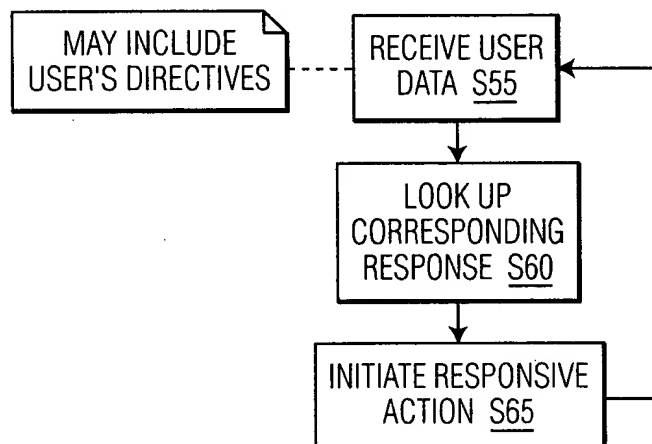 MAY INCLUDE
USER'S DIRECTIVES
RECEIVE USER
DATA S55
LOOK UP
CORRESPONDING
RESPONSE S60
INITIATE RESPONSIVE
ACTION S65